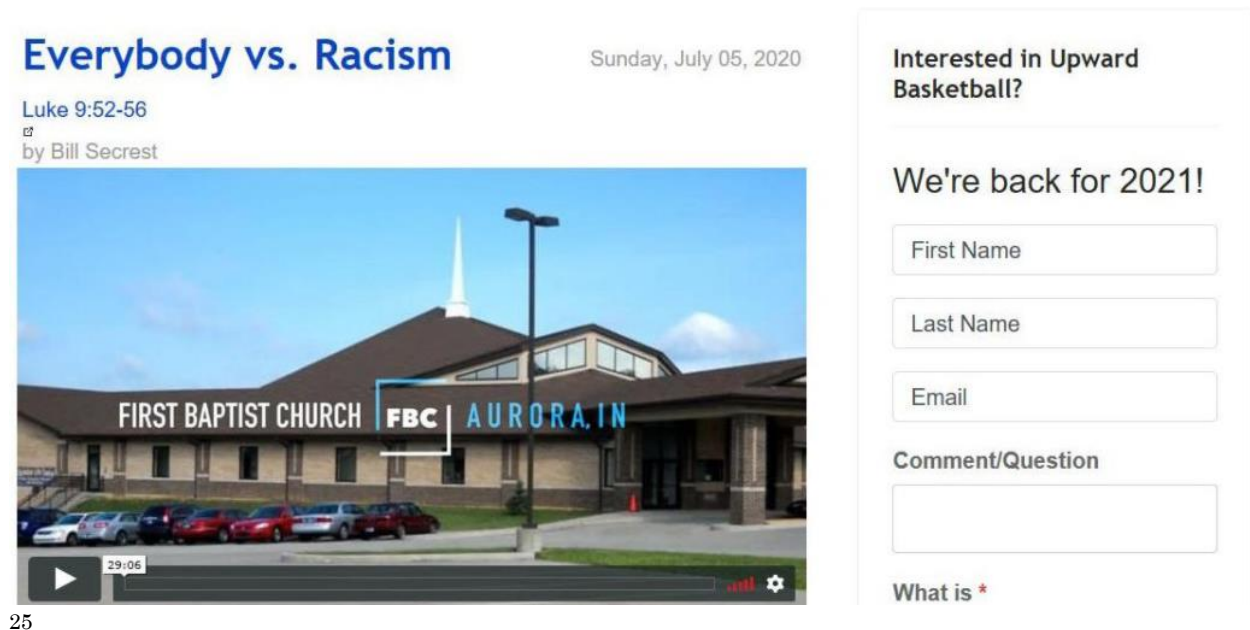 Everybody vs. Racism
Sunday, July 05, 2020
Luke 9:52-56
by Bill Secrest
FIRST BAPTIST CHURCH FBC AURORA, IN
29:06
Interested in Upward
Basketball?
We're back for 2021!
First Name
Last Name
Email
Comment/Question
What is *
25